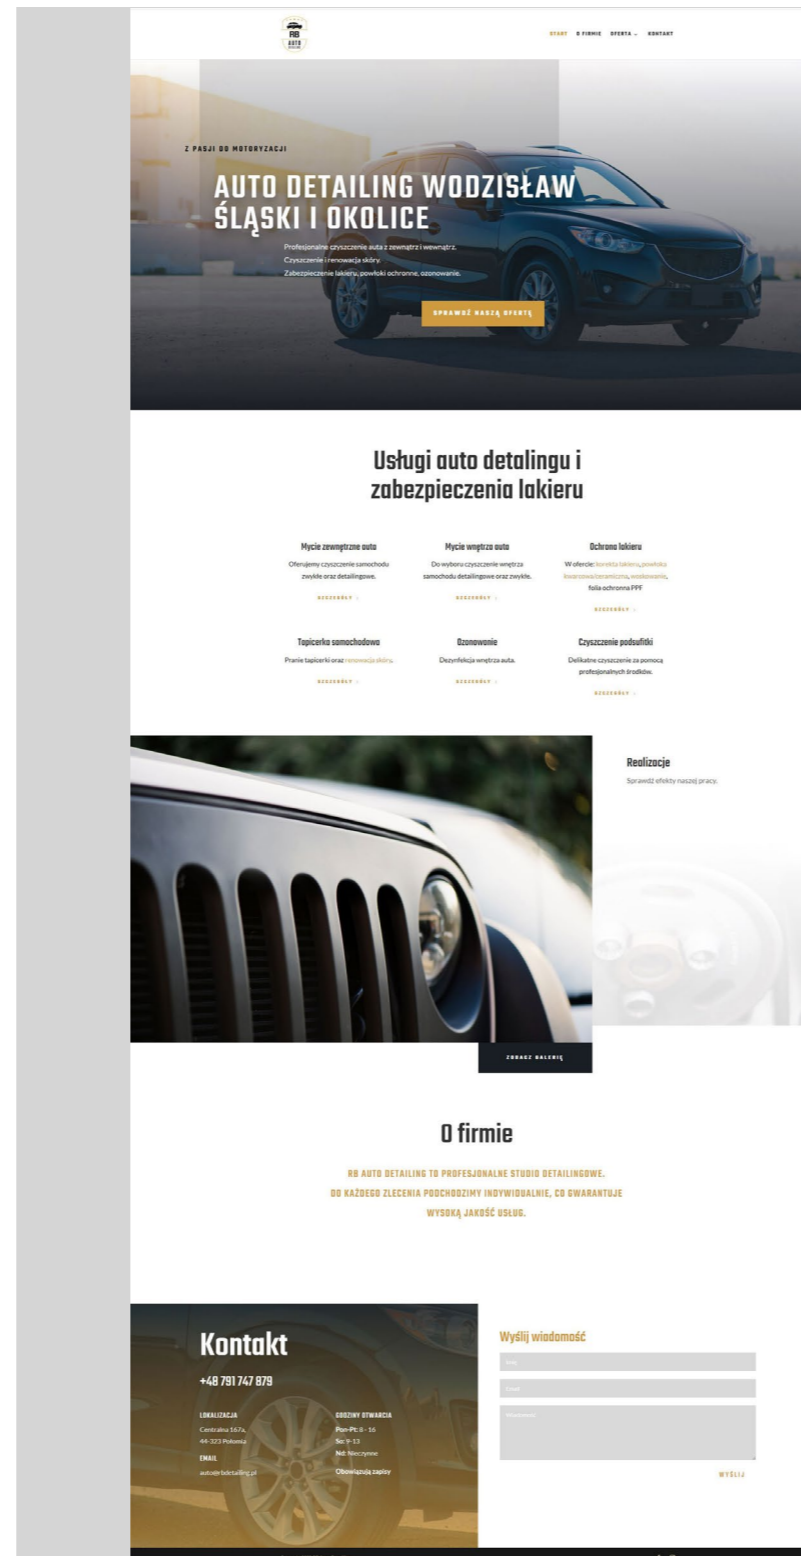 RB
AUTO
START O FIRMIE OFERTA KONTAKT
Z PASJI DO MOTORYZACJI
AUTO DETAILING WODZISŁAW
ŚLĄSKI I OKOLICE
Profesjonalne czyszczenie auta z zewnątrz i wewnątrz.
Czyszczenie i renowacja skóry.
Zabezpieczenie lakieru, powłoki ochronne, ozonowanie.
SPRAWDŹ NASZĄ OFERTĘ
Usługi auto detalingu i
zabezpieczenia lakieru
Mycie zewnętrzne auta
Oferujemy czyszczenie samochodu
zwykłe oraz detailingowe.
SZCZEGÓŁY
Mycie wnętrza auta
Do wyboru czyszczenie wnętrza
samochodu detailingowe oraz zwykłe.
SZCZEGÓŁY
Ochrona lakieru
W ofercie: korekta lakieru, powłoka
kwarcowa/ceramiczna, woskowanie,
folia ochronna PPF
SZCZEGÓŁY
Tapicerka samochodowa
Pranie tapicerki oraz renowacja skóry.
SZCZEGÓŁY
Ozonowanie
Dezynfekcja wnętrza auta.
SZCZEGÓŁY
Czyszczenie podsufitki
Delikatne czyszczenie za pomocą
profesjonalnych środków.
SZCZEGÓŁY
Realizacje
Sprawdź efekty naszej pracy.
ZOBACZ GALERIĘ
O firmie
RB AUTO DETAILING TO PROFESJONALNE STUDIO DETAILINGOWE.
DO KAŻDEGO ZLECENIA PODCHODZIMY INDYWIDUALNIE, CO GWARANTUJE
WYSOKĄ JAKOŚĆ USŁUG.
Kontakt
+48 791 747 879
LOKALIZACJA
Centralna 167a,
44-323 Połomia
EMAIL
auto@rbdetailing.pl
GODZINY OTWARCIA
Pon-Pt: 8 - 16
So: 9-13
Nd: Nieczynne
Obowiązują zapisy
Wyślij wiadomość
Imię
Email
Wiadomość
WYŚLIJ